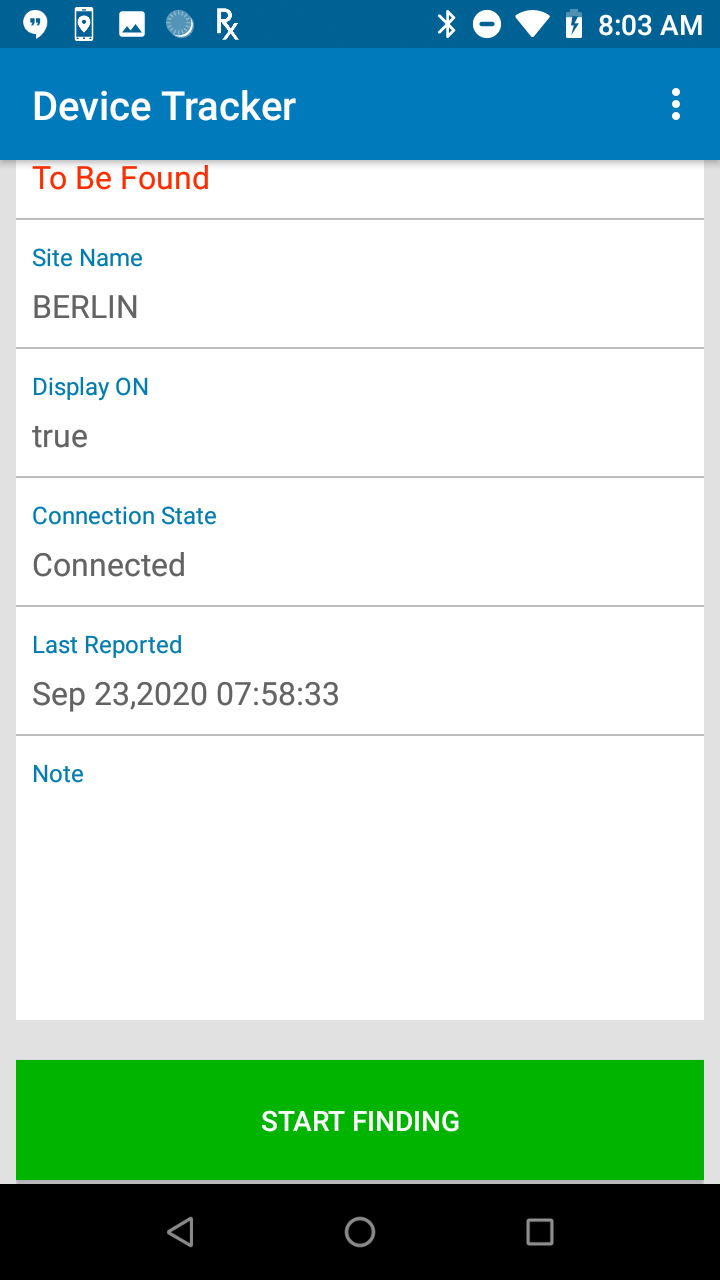 8:03 AM
Device Tracker
To Be Found
Site Name
BERLIN
Display ON
true
Connection State
Connected
Last Reported
Sep 23,2020 07:58:33
Note
START FINDING